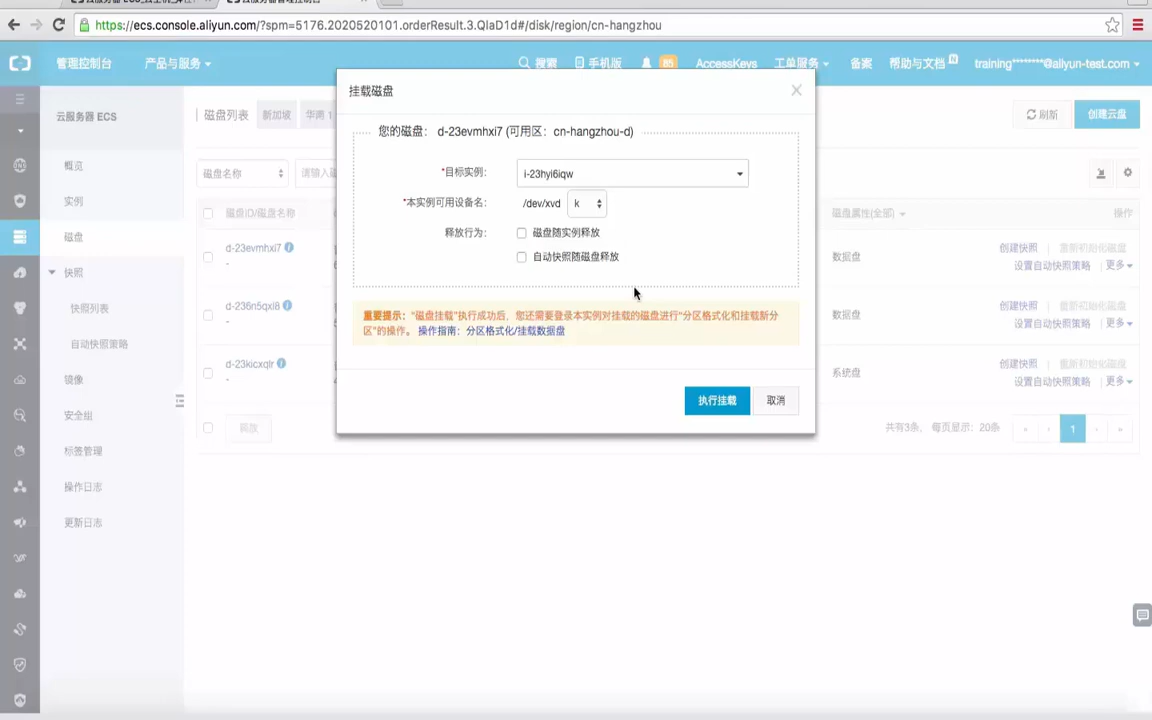 云服务器管理控制台
https://ecs.console.aliyun.com/?spm=5176.2020520101.orderResult.3.QlaD1d#/disk/region/cn-hangzhou
管理控制台
产品与服务
搜索
手机版
85
AccessKeys
工单服务
备案
帮助与文档
N
training********@aliyun-test.com
云服务器 ECS
概览
实例
磁盘
快照
快照列表
自动快照策略
镜像
安全组
标签管理
操作日志
更新日志
磁盘列表
新加坡
华南 1
刷新
创建云盘
磁盘名称
请输入
磁盘ID/磁盘名称
磁盘属性(全部)
操作
d-23evmhxi7
-
数据盘
创建快照
重新初始化磁盘
设置自动快照策略
更多
d-236n5qxi8
-
数据盘
创建快照
重新初始化磁盘
设置自动快照策略
更多
d-23kicxqlr
-
系统盘
创建快照
重新初始化磁盘
设置自动快照策略
更多
共有3条， 每页显示：20条
«
‹
1
›
»
挂载磁盘
您的磁盘： d-23evmhxi7 (可用区：cn-hangzhou-d)
*目标实例: i-23hyi6iqw
*本实例可用设备名: /dev/xvd k
释放行为: 磁盘随实例释放
自动快照随磁盘释放
重要提示：“磁盘挂载”执行成功后，您还需要登录本实例对挂载的磁盘进行“分区格式化和挂载新分
区”的操作。 操作指南：分区格式化/挂载数据盘
执行挂载
取消